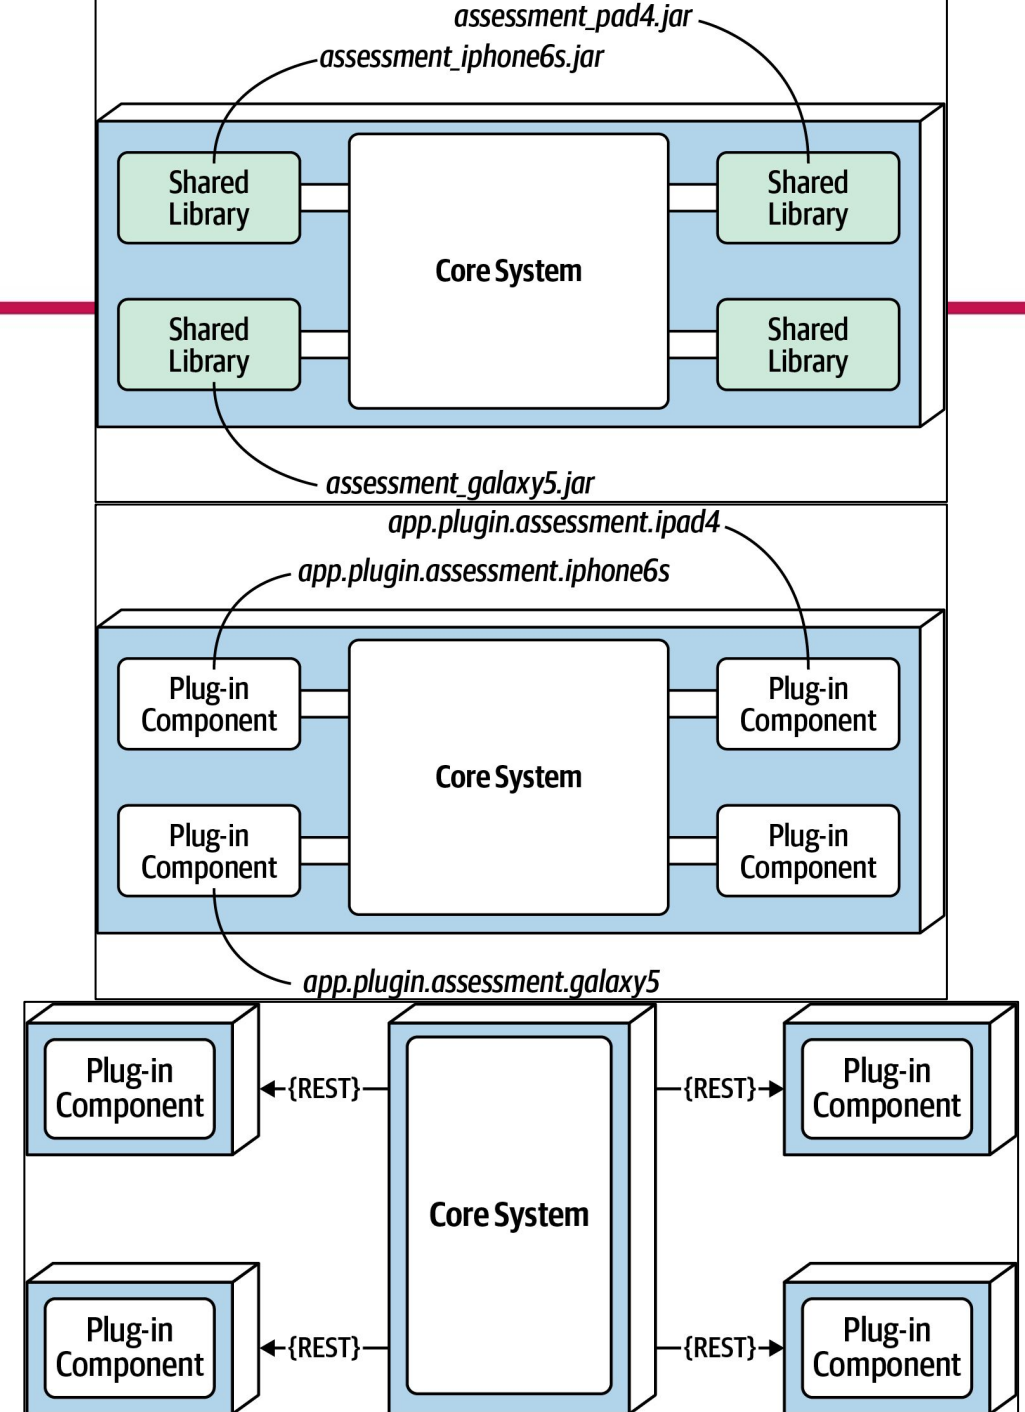 assessment_pad4.jar
assessment_iphone6s.jar
Shared
Library
Shared
Library
Core System
Shared
Library
Shared
Library
assessment_galaxy5.jar
app.plugin.assessment.ipad4
app.plugin.assessment.iphone6s
Plug-in
Component
Plug-in
Component
Core System
Plug-in
Component
Plug-in
Component
app.plugin.assessment.galaxy5
Plug-in
Component
{REST}
{REST}
Plug-in
Component
Core System
Plug-in
Component
{REST}
{REST}
Plug-in
Component